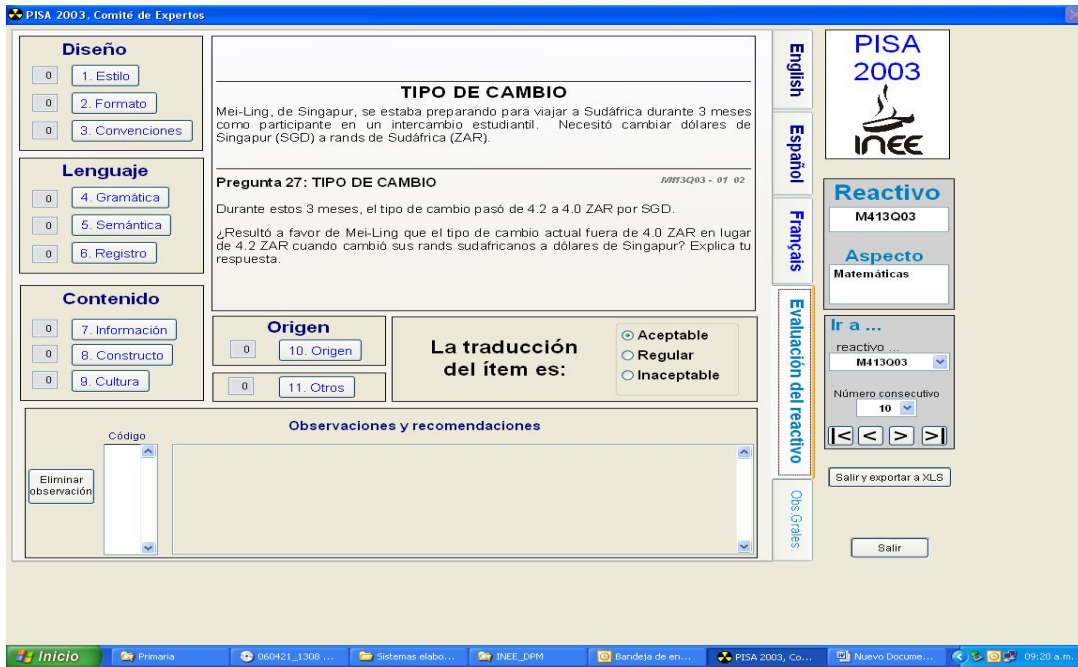 PISA 2003, Comité de Expertos
Diseño
0 1. Estilo
0 2. Formato
0 3. Convenciones
Lenguaje
0 4. Gramática
0 5. Semántica
0 6. Registro
Contenido
0 7. Información
0 8. Constructo
0 9. Cultura
TIPO DE CAMBIO
Mei-Ling, de Singapur, se estaba preparando para viajar a Sudáfrica durante 3 meses
como participante en un intercambio estudiantil. Necesitó cambiar dólares de
Singapur (SGD) a rands de Sudáfrica (ZAR).
Pregunta 27: TIPO DE CAMBIO M413Q03 - 01 02
Durante estos 3 meses, el tipo de cambio pasó de 4.2 a 4.0 ZAR por SGD.
¿Resultó a favor de Mei-Ling que el tipo de cambio actual fuera de 4.0 ZAR en lugar
de 4.2 ZAR cuando cambió sus rands sudafricanos a dólares de Singapur? Explica tu
respuesta.
Origen
0 10. Origen
0 11. Otros
La traducción
del ítem es:
Aceptable
Regular
Inaceptable
Observaciones y recomendaciones
Código
Eliminar
observación
English
Español
Français
Evaluación del reactivo
Obs.Grales.
PISA
2003
INEE
Reactivo
M413Q03
Aspecto
Matemáticas
Ir a ...
reactivo ...
M413Q03
Número consecutivo
10
|< < > >|
Salir y exportar a XLS
Salir
Inicio
Primaria
060421_1308 ...
Sistemas elabo...
INEE_DPM
Bandeja de en...
PISA 2003, Co...
Nuevo Docume...
09:20 a.m.